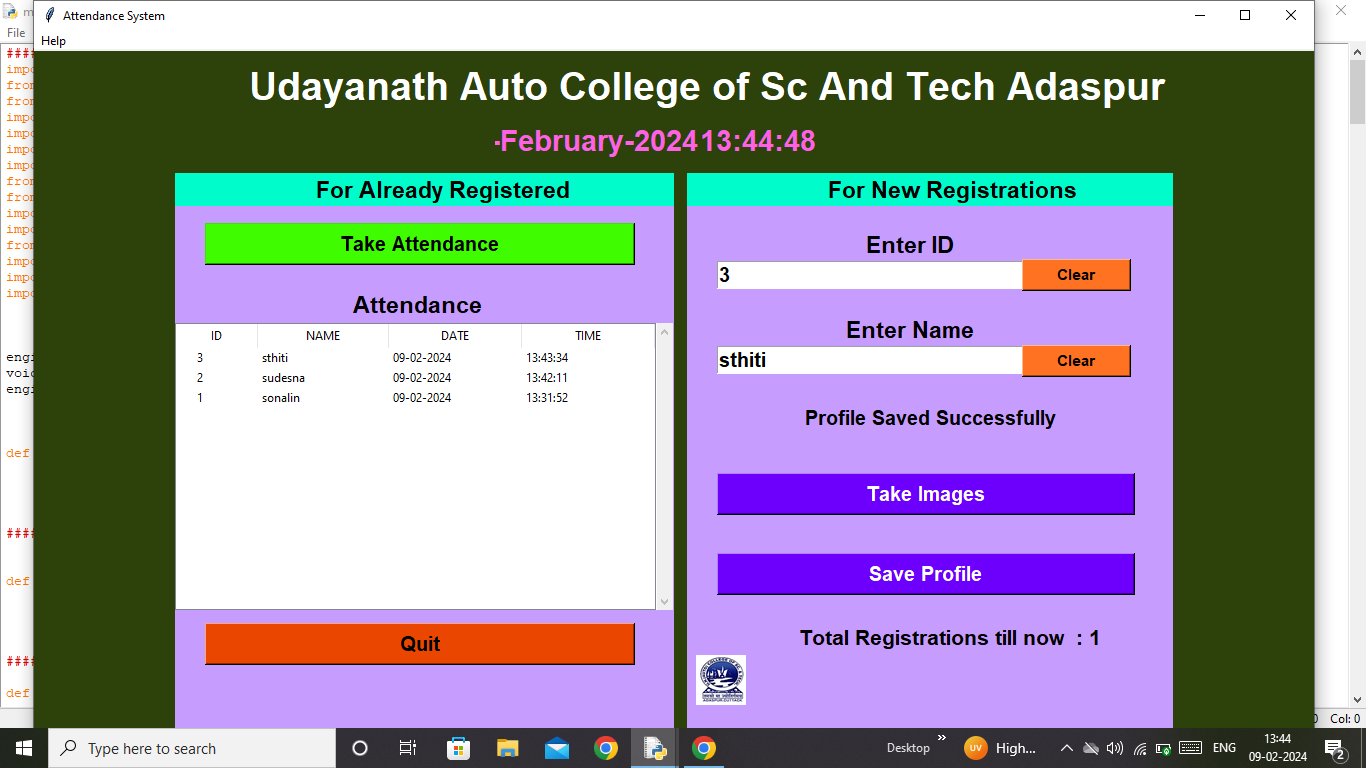 Attendance System
File
Help
Udayanath Auto College of Sc And Tech Adaspur
-February-202413:44:48
For Already Registered
For New Registrations
Take Attendance
Enter ID
3
Clear
Attendance
Enter Name
sthiti
Clear
ID NAME DATE TIME
3 sthiti 09-02-2024 13:43:34
2 sudesna 09-02-2024 13:42:11
1 sonalin 09-02-2024 13:31:52
Profile Saved Successfully
Take Images
Save Profile
Quit
Total Registrations till now : 1
####
impo
from
from
impo
impo
impo
impo
from
from
impo
impo
from
impo
impo
impo
engi
voic
engi
def
####
def
####
def
Col: 0
Type here to search
Desktop
UV
High...
ENG
13:44
09-02-2024
2